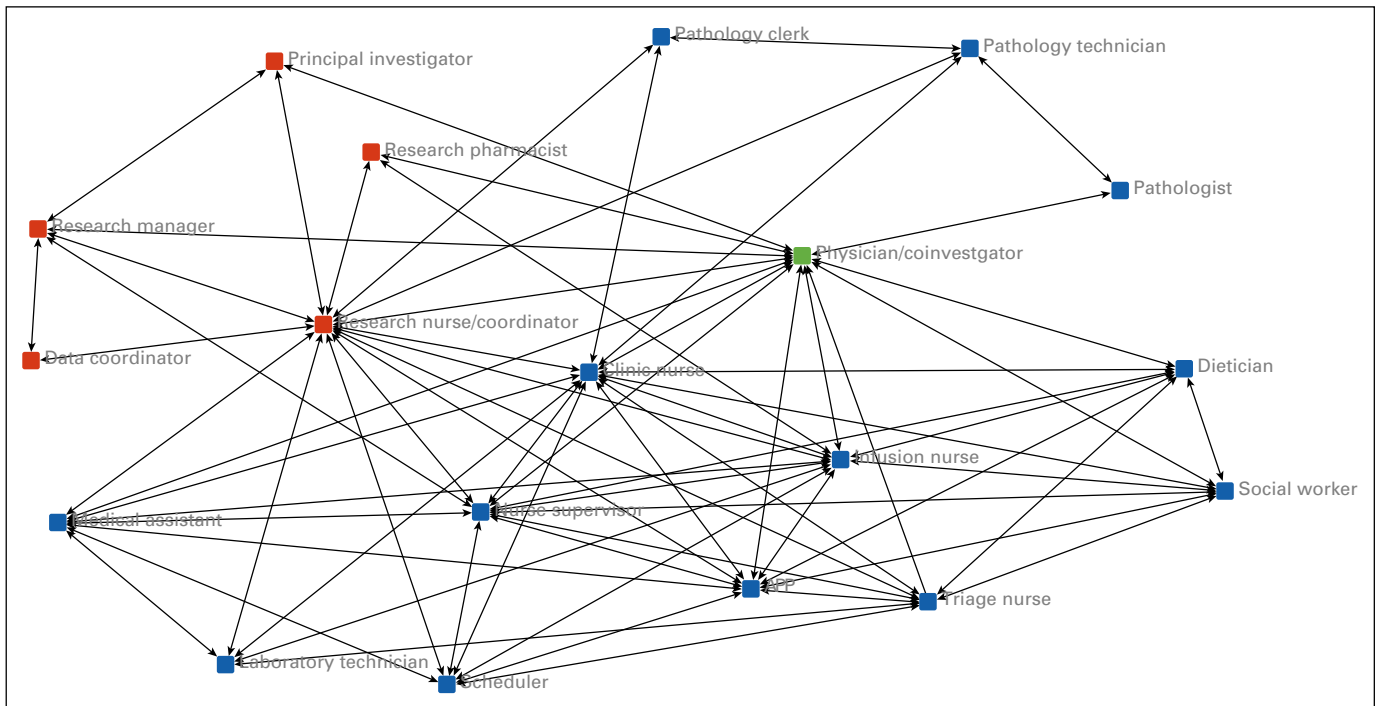 Pathology clerk
Pathology technician
Principal investigator
Research pharmacist
Pathologist
Research manager
Physician/coinvestgator
Research nurse/coordinator
Data coordinator
Clinic nurse
Dietician
Infusion nurse
Social worker
Nurse supervisor
Medical assistant
APP
Triage nurse
Laboratory technician
Scheduler